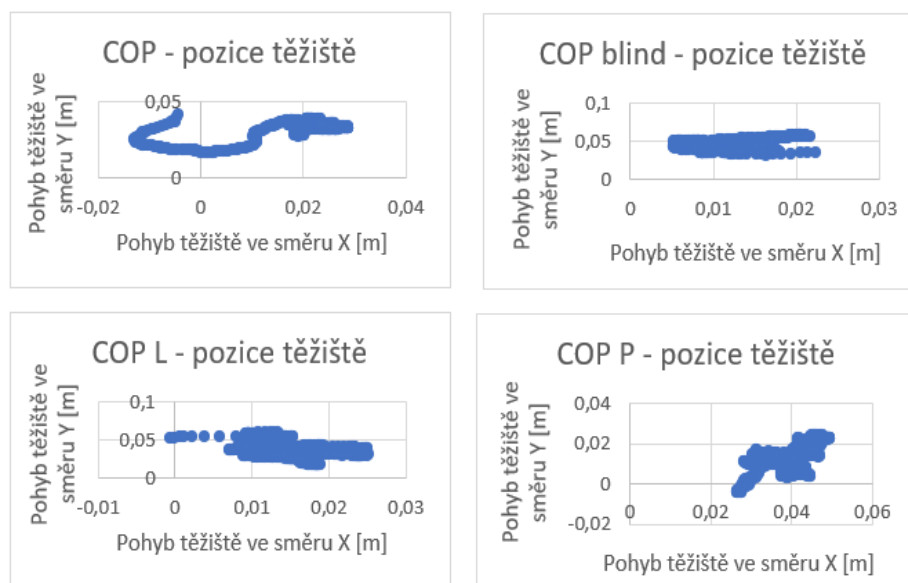 COP - pozice těžiště
Pohyb těžiště ve
směru Y [m]
0,05
0
-0,02
0
0,02
0,04
Pohyb těžiště ve směru X [m]
COP blind - pozice těžiště
Pohyb těžiště ve
směru Y [m]
0,1
0,05
0
0
0,01
0,02
0,03
Pohyb těžiště ve směru X [m]
COP L - pozice těžiště
Pohyb těžiště ve
směru Y [m]
0,1
0,05
0
-0,01
0
0,01
0,02
0,03
Pohyb těžiště ve směru X [m]
COP P - pozice těžiště
Pohyb těžiště ve
směru Y [m]
0,04
0,02
0
-0,02
0
0,02
0,04
0,06
Pohyb těžiště ve směru X [m]